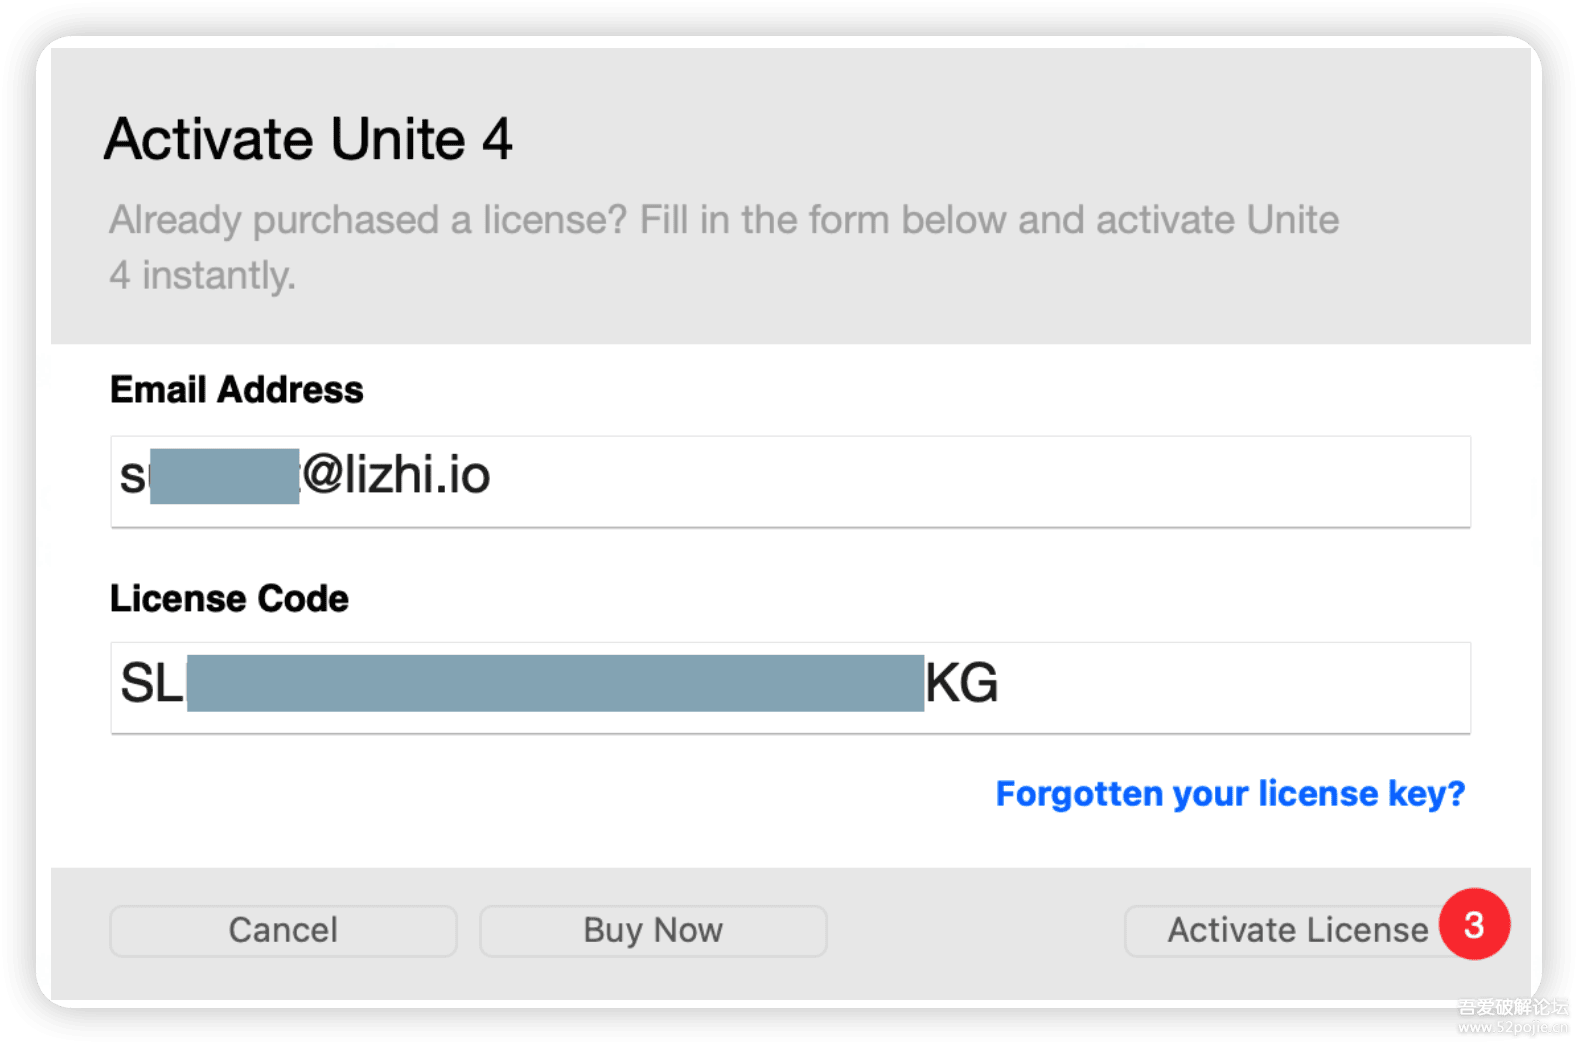 Activate Unite 4
Already purchased a license? Fill in the form below and activate Unite
4 instantly.
Email Address
s @lizhi.io
License Code
SL KG
Forgotten your license key?
Cancel
Buy Now
Activate License
3
吾爱破解论坛
www.52pojie.cn